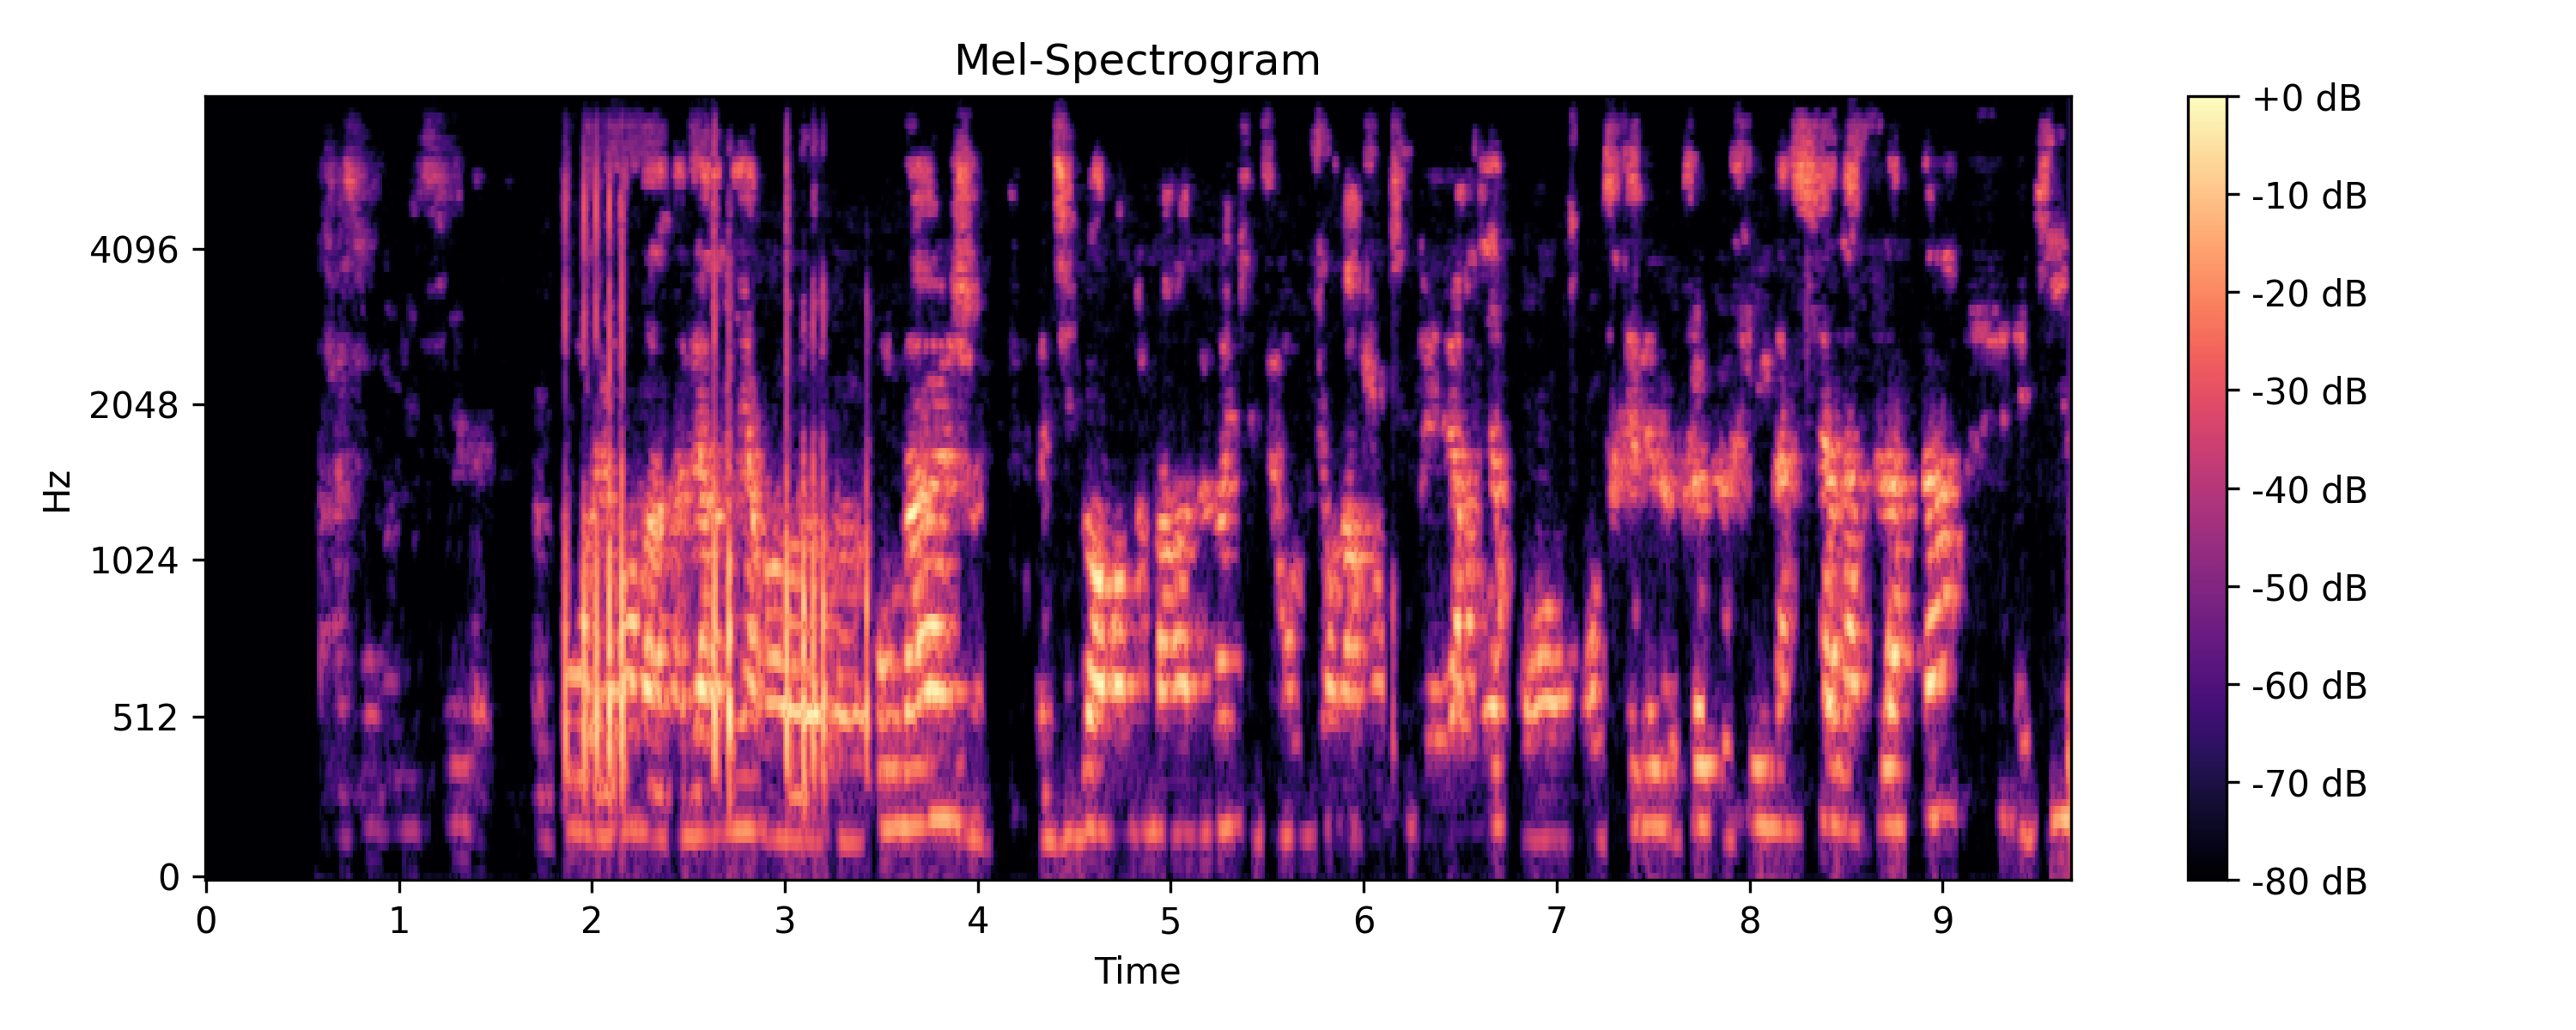 Mel-Spectrogram
+0 dB
-10 dB
-20 dB
-30 dB
-40 dB
-50 dB
-60 dB
-70 dB
-80 dB
4096
2048
1024
512
0
Hz
0 1 2 3 4 5 6 7 8 9
Time